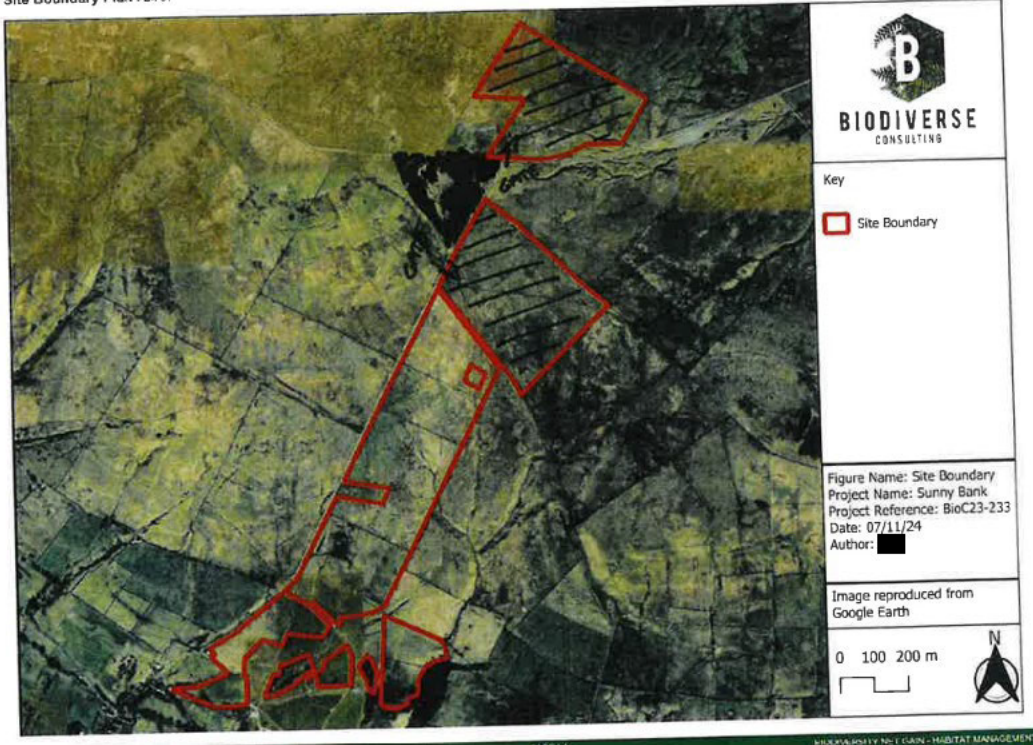 Site Boundary Plan
B
BIODIVERSE
CONSULTING
Key
Site Boundary
Figure Name: Site Boundary
Project Name: Sunny Bank
Project Reference: BioC23-233
Date: 07/11/24
Author:
Image reproduced from
Google Earth
0 100 200 m
N
BIODIVERSITY NET GAIN - HABITAT MANAGEMENT